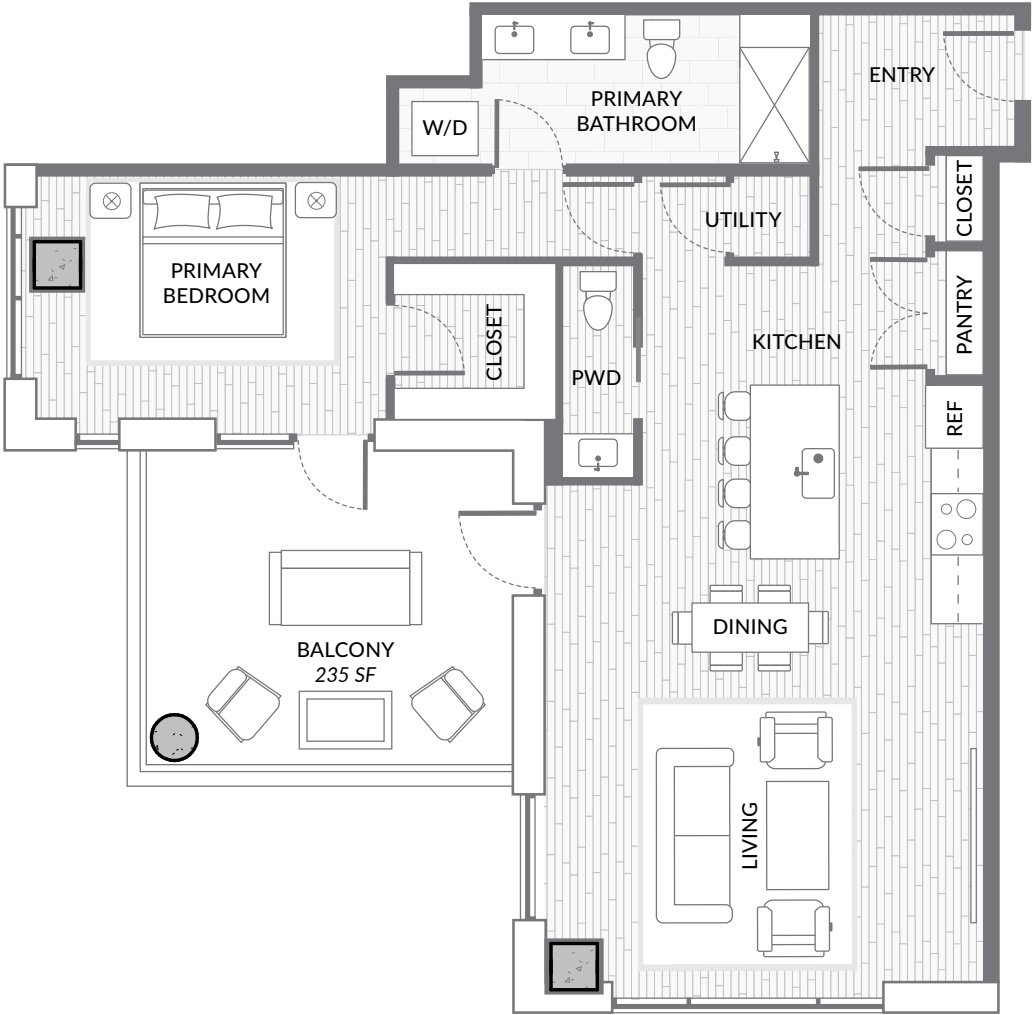 ENTRY
PRIMARY
BATHROOM
W/D
CLOSET
UTILITY
PRIMARY
BEDROOM
PANTRY
CLOSET
KITCHEN
PWD
REF
DINING
BALCONY
235 SF
LIVING